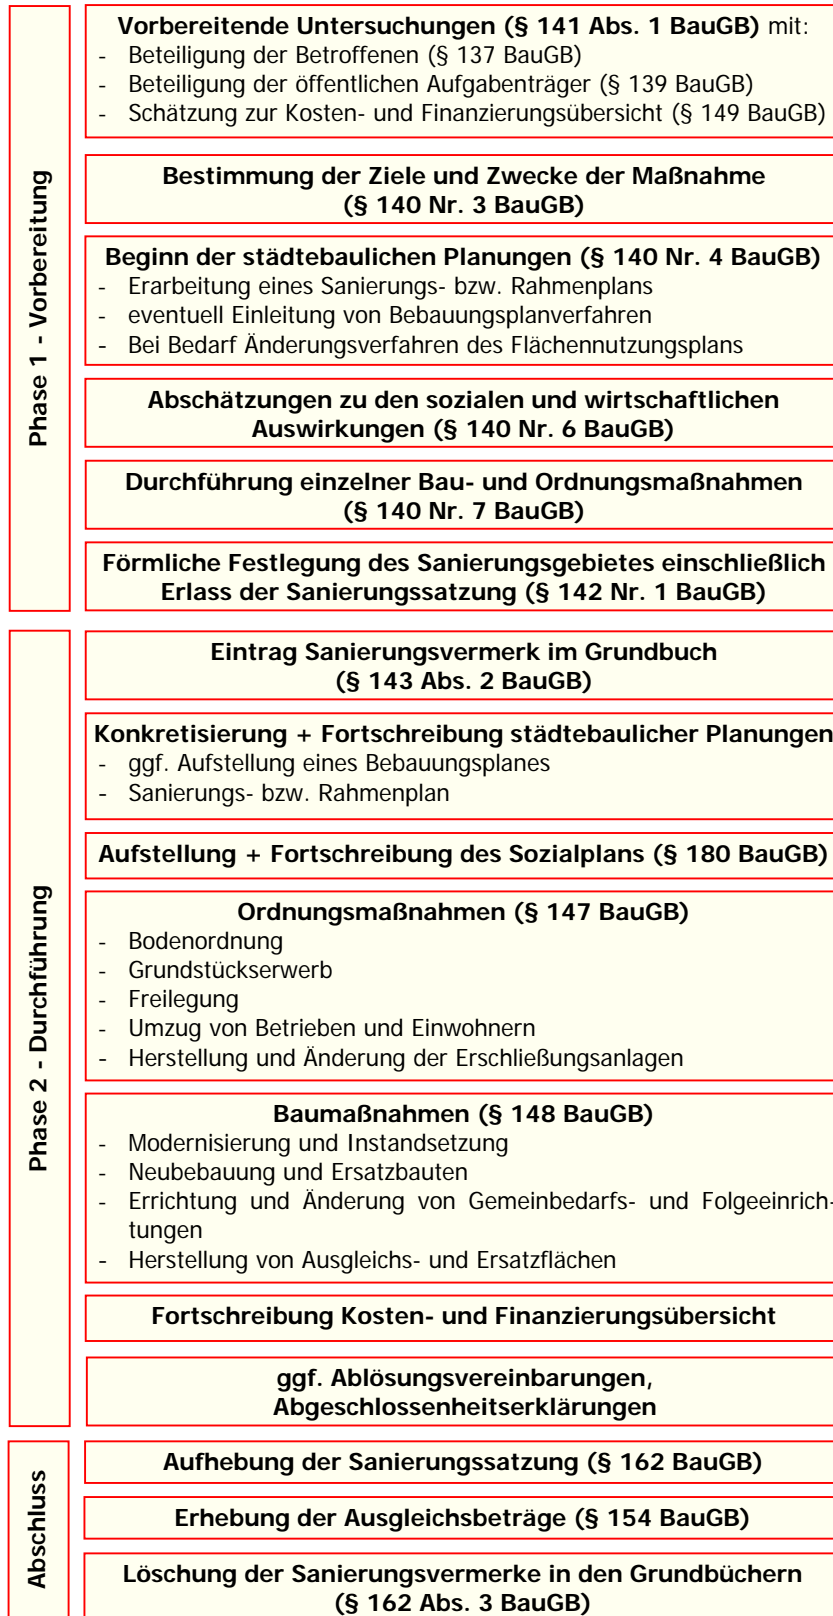 Phase 1 - Vorbereitung
Vorbereitende Untersuchungen (§ 141 Abs. 1 BauGB) mit:
- Beteiligung der Betroffenen (§ 137 BauGB)
- Beteiligung der öffentlichen Aufgabenträger (§ 139 BauGB)
- Schätzung zur Kosten- und Finanzierungsübersicht (§ 149 BauGB)
Bestimmung der Ziele und Zwecke der Maßnahme
(§ 140 Nr. 3 BauGB)
Beginn der städtebaulichen Planungen (§ 140 Nr. 4 BauGB)
- Erarbeitung eines Sanierungs- bzw. Rahmenplans
- eventuell Einleitung von Bebauungsplanverfahren
- Bei Bedarf Änderungsverfahren des Flächennutzungsplans
Abschätzungen zu den sozialen und wirtschaftlichen
Auswirkungen (§ 140 Nr. 6 BauGB)
Durchführung einzelner Bau- und Ordnungsmaßnahmen
(§ 140 Nr. 7 BauGB)
Förmliche Festlegung des Sanierungsgebietes einschließlich
Erlass der Sanierungssatzung (§ 142 Nr. 1 BauGB)
Phase 2 - Durchführung
Eintrag Sanierungsvermerk im Grundbuch
(§ 143 Abs. 2 BauGB)
Konkretisierung + Fortschreibung städtebaulicher Planungen
- ggf. Aufstellung eines Bebauungsplanes
- Sanierungs- bzw. Rahmenplan
Aufstellung + Fortschreibung des Sozialplans (§ 180 BauGB)
Ordnungsmaßnahmen (§ 147 BauGB)
- Bodenordnung
- Grundstückserwerb
- Freilegung
- Umzug von Betrieben und Einwohnern
- Herstellung und Änderung der Erschließungsanlagen
Baumaßnahmen (§ 148 BauGB)
- Modernisierung und Instandsetzung
- Neubebauung und Ersatzbauten
- Errichtung und Änderung von Gemeinbedarfs- und Folgeeinrich-
tungen
- Herstellung von Ausgleichs- und Ersatzflächen
Fortschreibung Kosten- und Finanzierungsübersicht
ggf. Ablösungsvereinbarungen,
Abgeschlossenheitserklärungen
Abschluss
Aufhebung der Sanierungssatzung (§ 162 BauGB)
Erhebung der Ausgleichsbeträge (§ 154 BauGB)
Löschung der Sanierungsvermerke in den Grundbüchern
(§ 162 Abs. 3 BauGB)